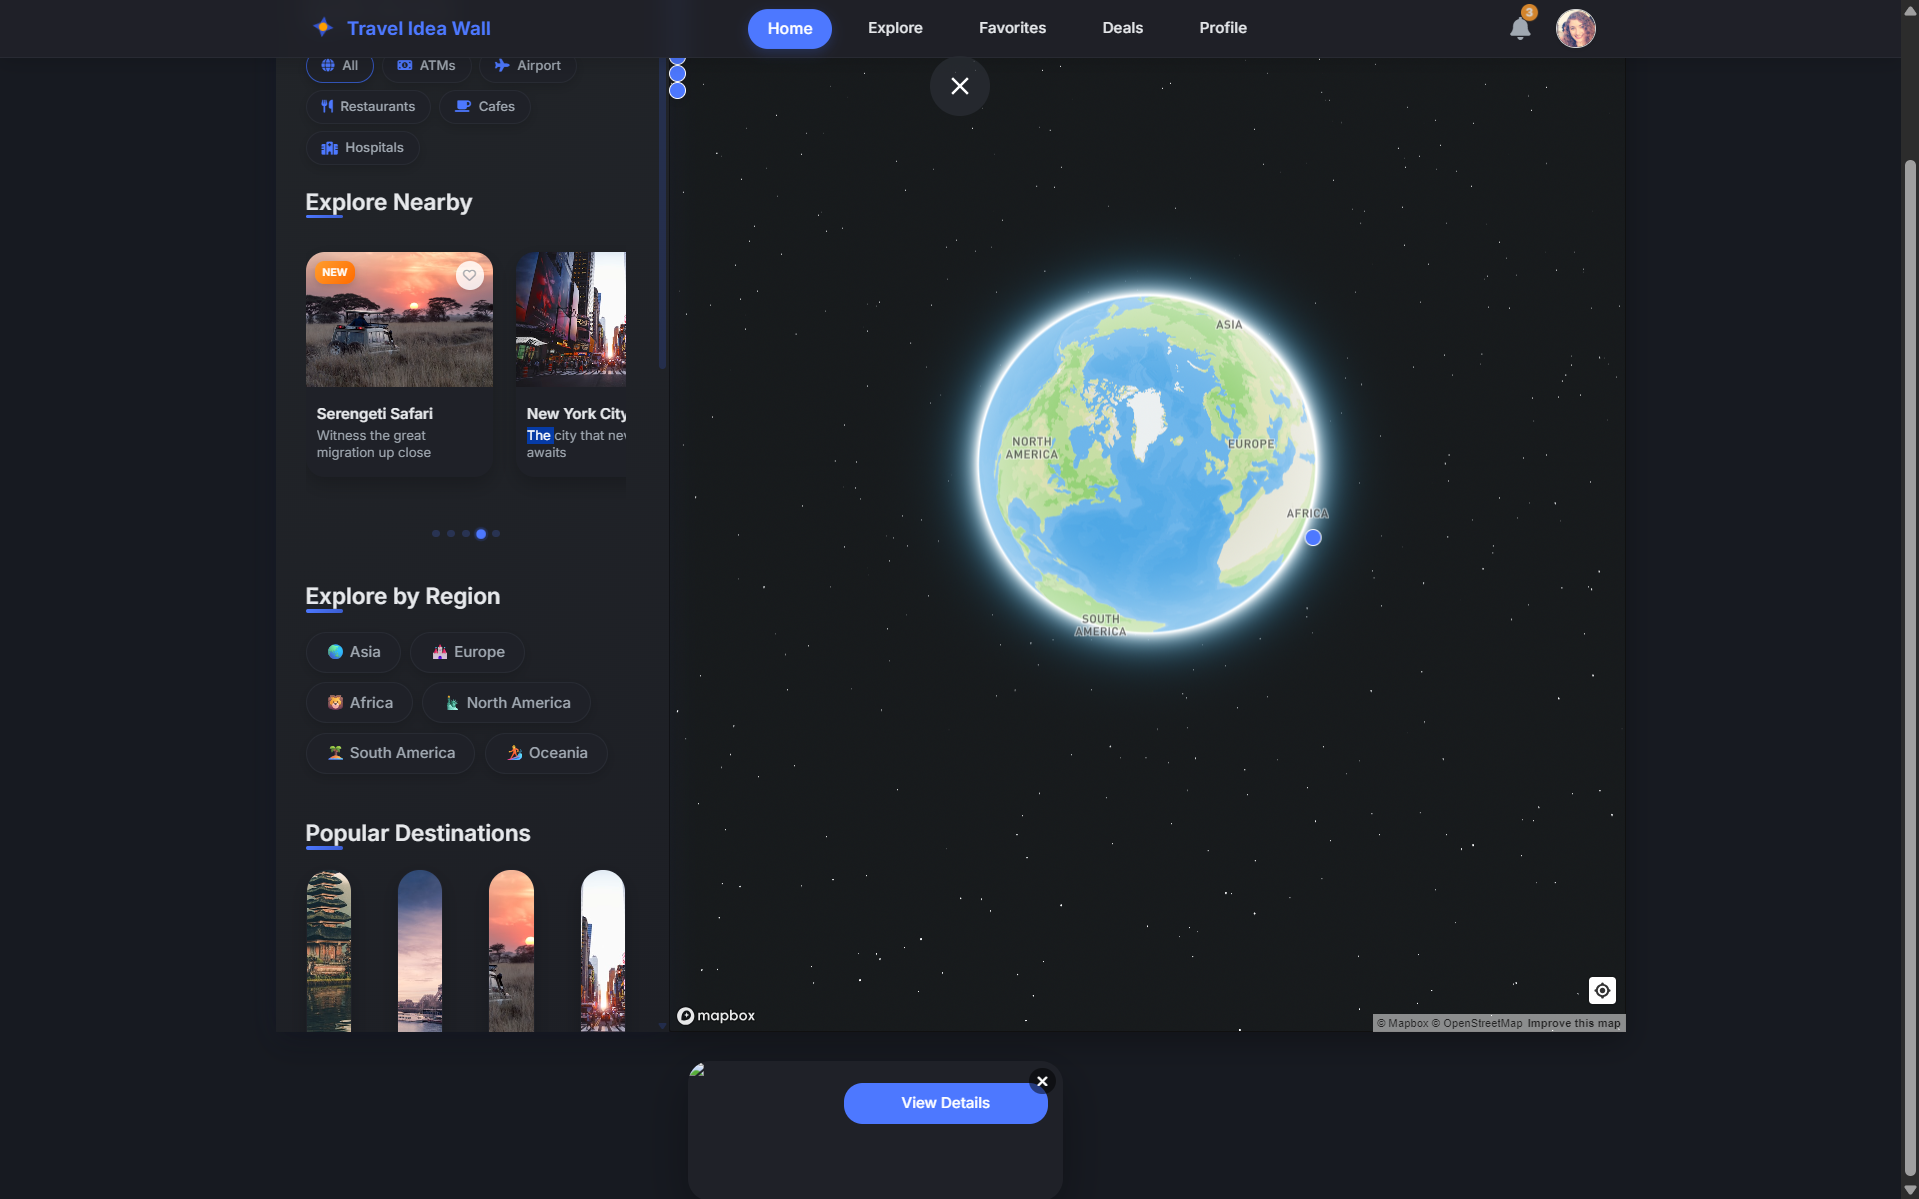 Travel Idea Wall
Home
Explore
Favorites
Deals
Profile
3
All
ATMs
Airport
Restaurants
Cafes
Hospitals
Explore Nearby
NEW
Serengeti Safari
Witness the great
migration up close
New York City
The city that nev
awaits
Explore by Region
Asia
Europe
Africa
North America
South America
Oceania
Popular Destinations
ASIA
NORTH
AMERICA
EUROPE
AFRICA
SOUTH
AMERICA
mapbox
© Mapbox © OpenStreetMap Improve this map
View Details